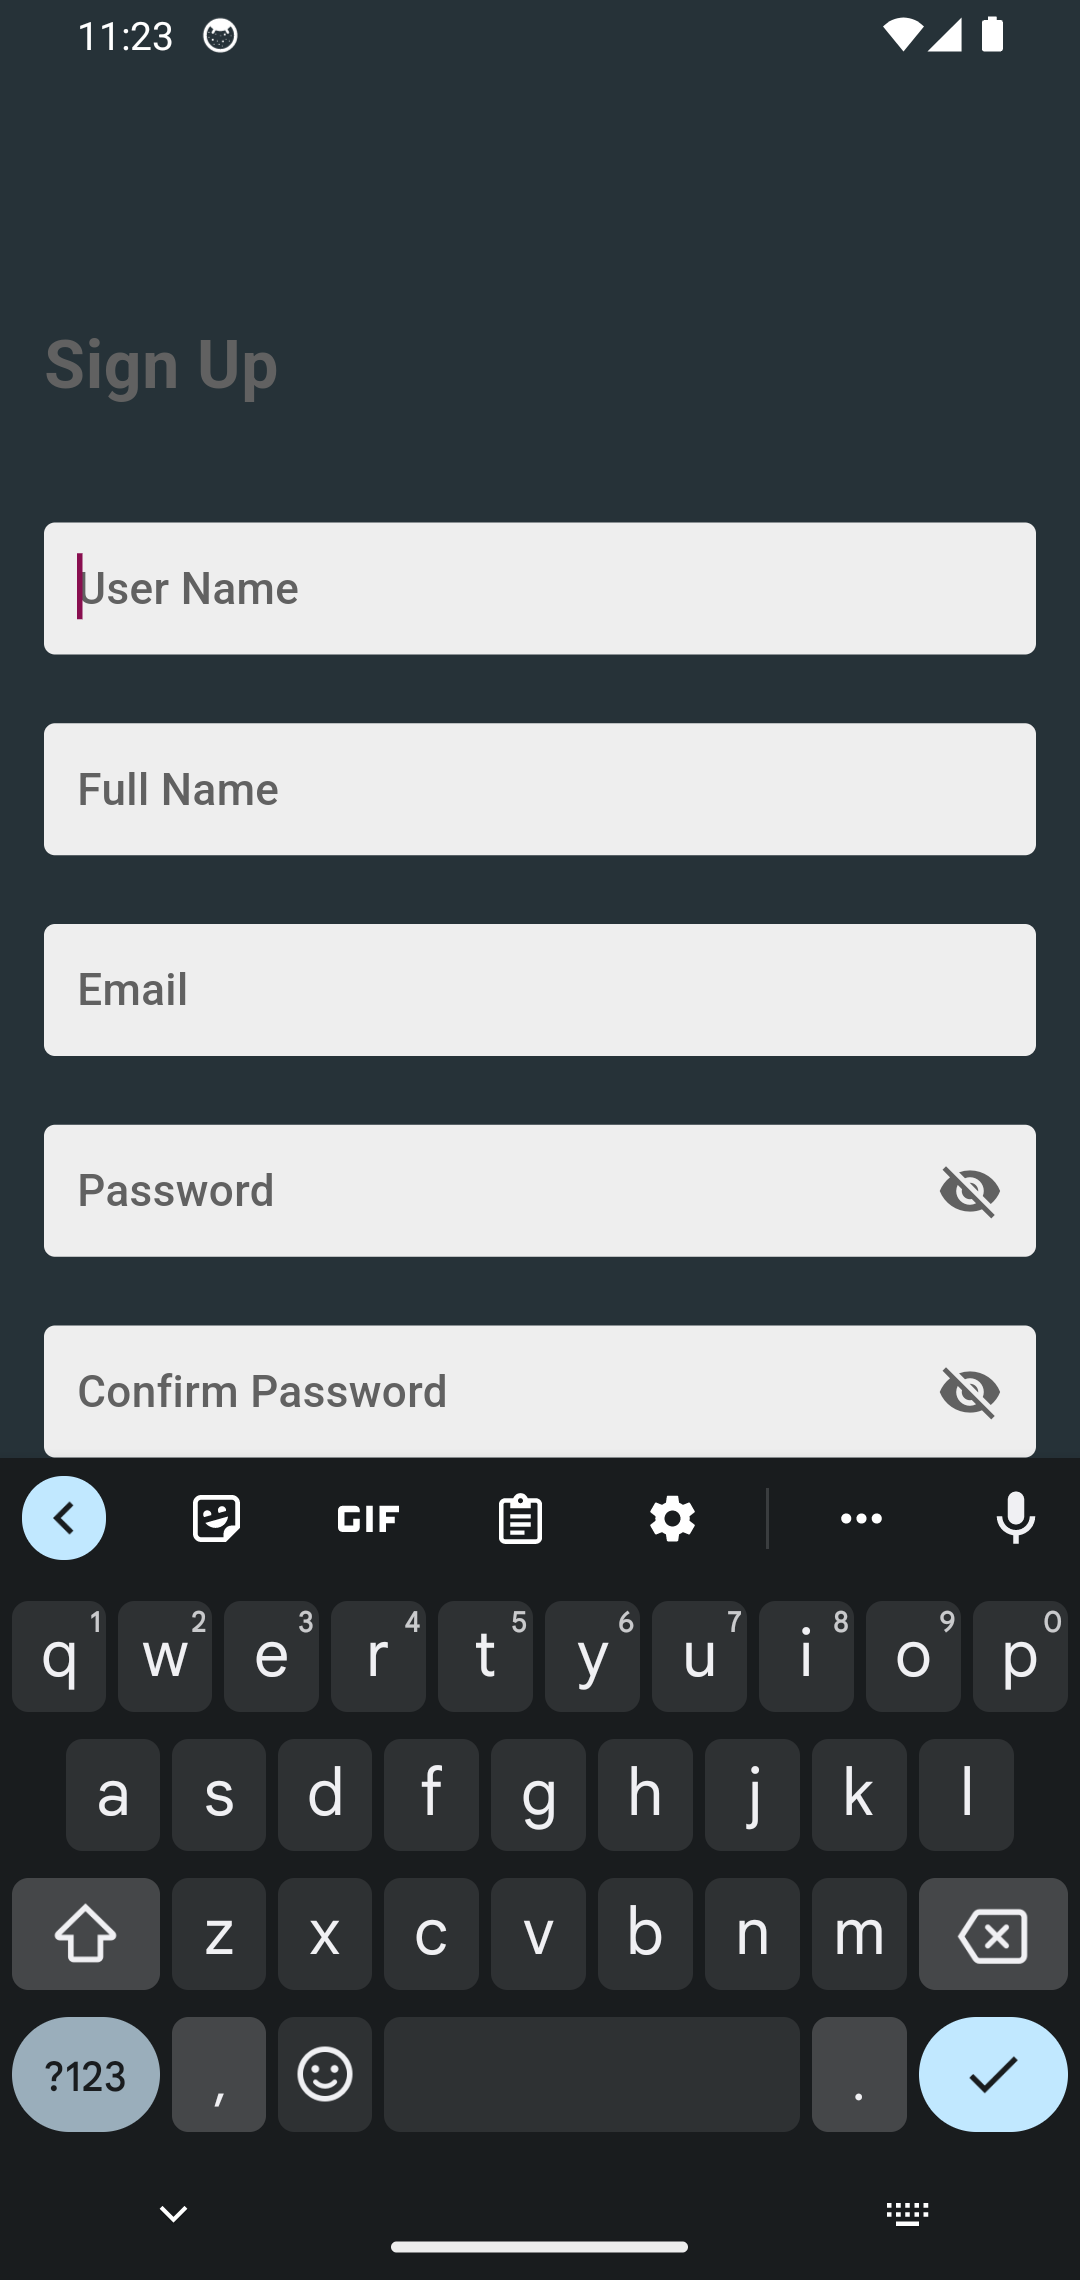 11:23
Sign Up
User Name
Full Name
Email
Password
Confirm Password
GIF
q1 w2 e3 r4 t5 y6 u7 i8 o9 p0
a s d f g h j k l
z x c v b n m
?123 , .